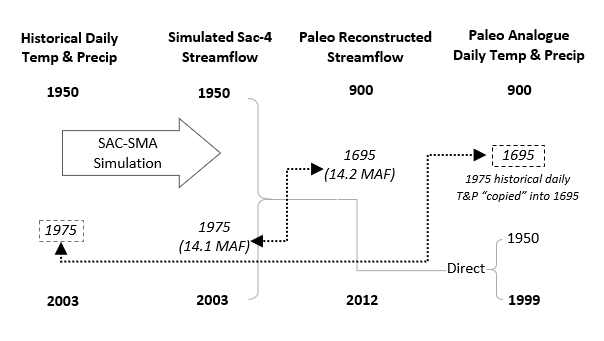 Historical Daily
Temp & Precip
Simulated Sac-4
Streamflow
Paleo Reconstructed
Streamflow
Paleo Analogue
Daily Temp & Precip
1950
1950
900
900
SAC-SMA
Simulation
1695
(14.2 MAF)
1695
1975 historical daily
T&P “copied” into 1695
1975
1975
(14.1 MAF)
1950
Direct
2003
2003
2012
1999